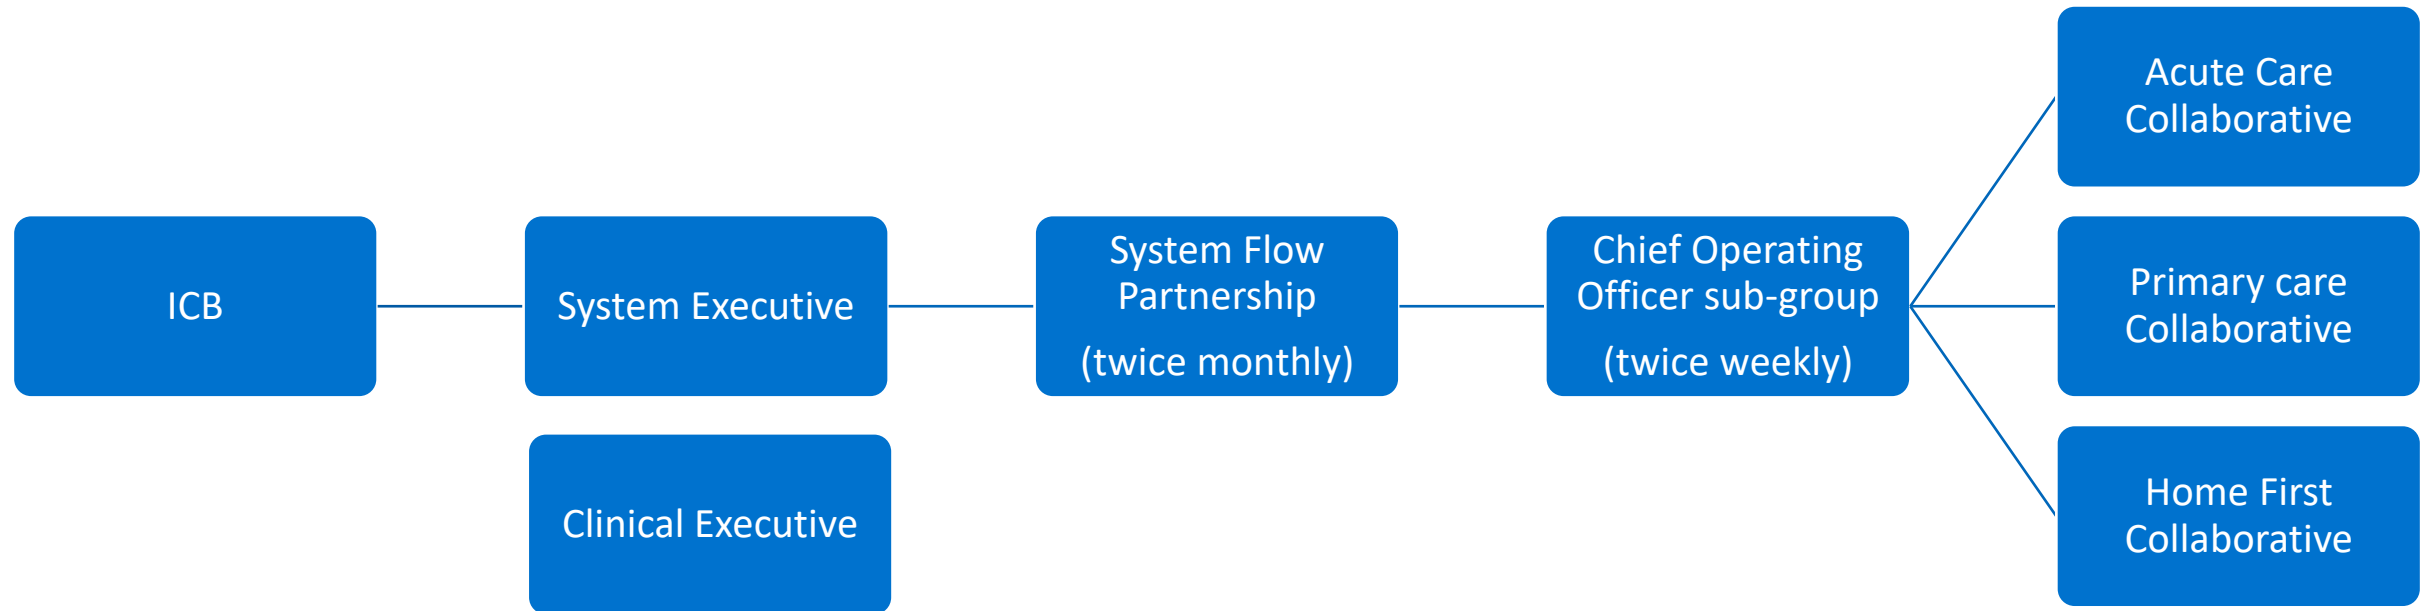 ICB
System Executive
Clinical Executive
System Flow
Partnership
(twice monthly)
Chief Operating
Officer sub-group
(twice weekly)
Acute Care
Collaborative
Primary care
Collaborative
Home First
Collaborative